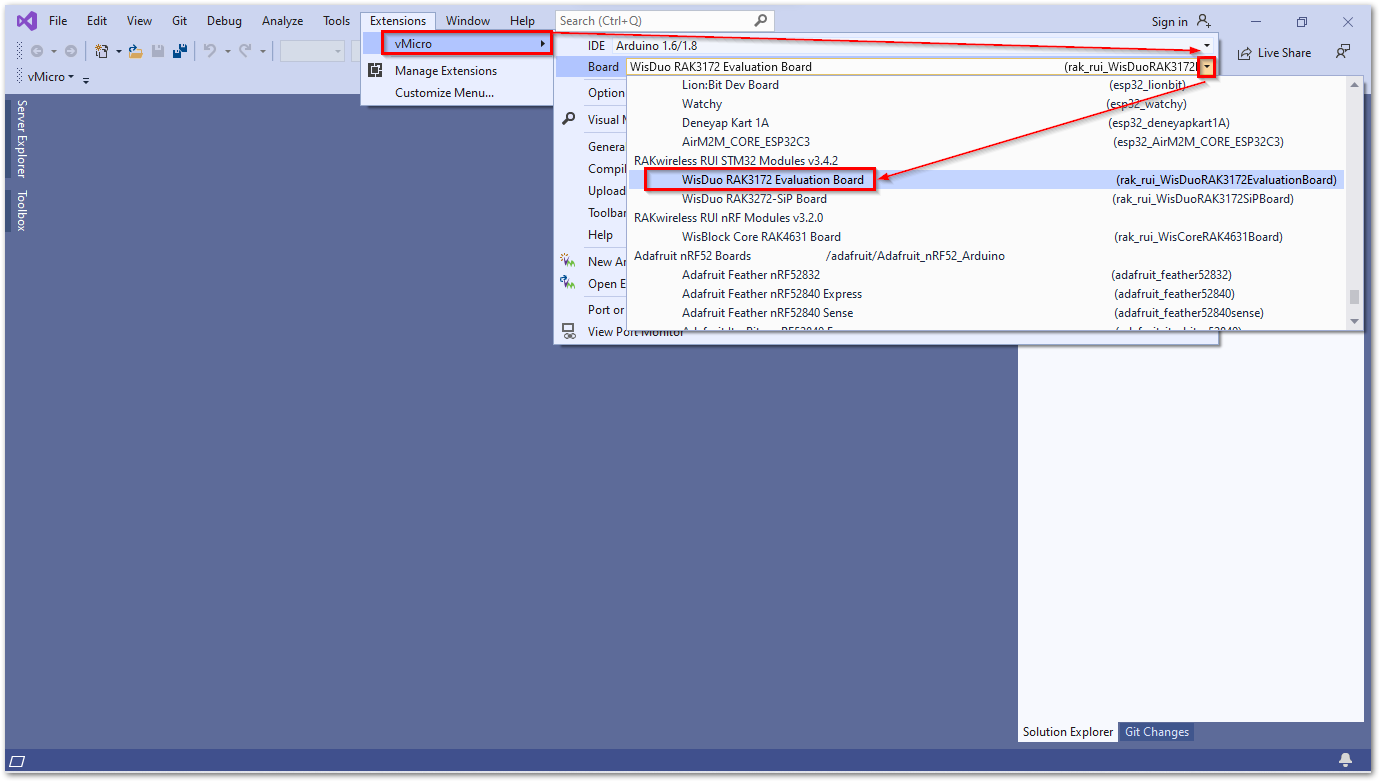 File Edit View Git Debug Analyze Tools Extensions Window Help Search (Ctrl+Q) Sign in
vMicro
IDE Arduino 1.6/1.8
Live Share
Board WisDuo RAK3172 Evaluation Board (rak_rui_WisDuoRAK3172
Manage Extensions
vMicro
Customize Menu...
Option
Lion:Bit Dev Board (esp32_lionbit)
Watchy (esp32_watchy)
Visual M
Deneyap Kart 1A (esp32_deneyapkart1A)
Genera
AirM2M_CORE_ESP32C3 (esp32_AirM2M_CORE_ESP32C3)
RAKwireless RUI STM32 Modules v3.4.2
Compil
WisDuo RAK3172 Evaluation Board (rak_rui_WisDuoRAK3172EvaluationBoard)
Upload
WisDuo RAK3272-SiP Board (rak_rui_WisDuoRAK3172SiPBoard)
Toolbar
RAKwireless RUI nRF Modules v3.2.0
Help
WisBlock Core RAK4631 Board (rak_rui_WisCoreRAK4631Board)
Adafruit nRF52 Boards /adafruit/Adafruit_nRF52_Arduino
New Ar
Adafruit Feather nRF52832 (adafruit_feather52832)
Open E
Adafruit Feather nRF52840 Express (adafruit_feather52840)
Port or
Adafruit Feather nRF52840 Sense (adafruit_feather52840sense)
View Port Monitor
Server Explorer
Toolbox
Solution Explorer Git Changes